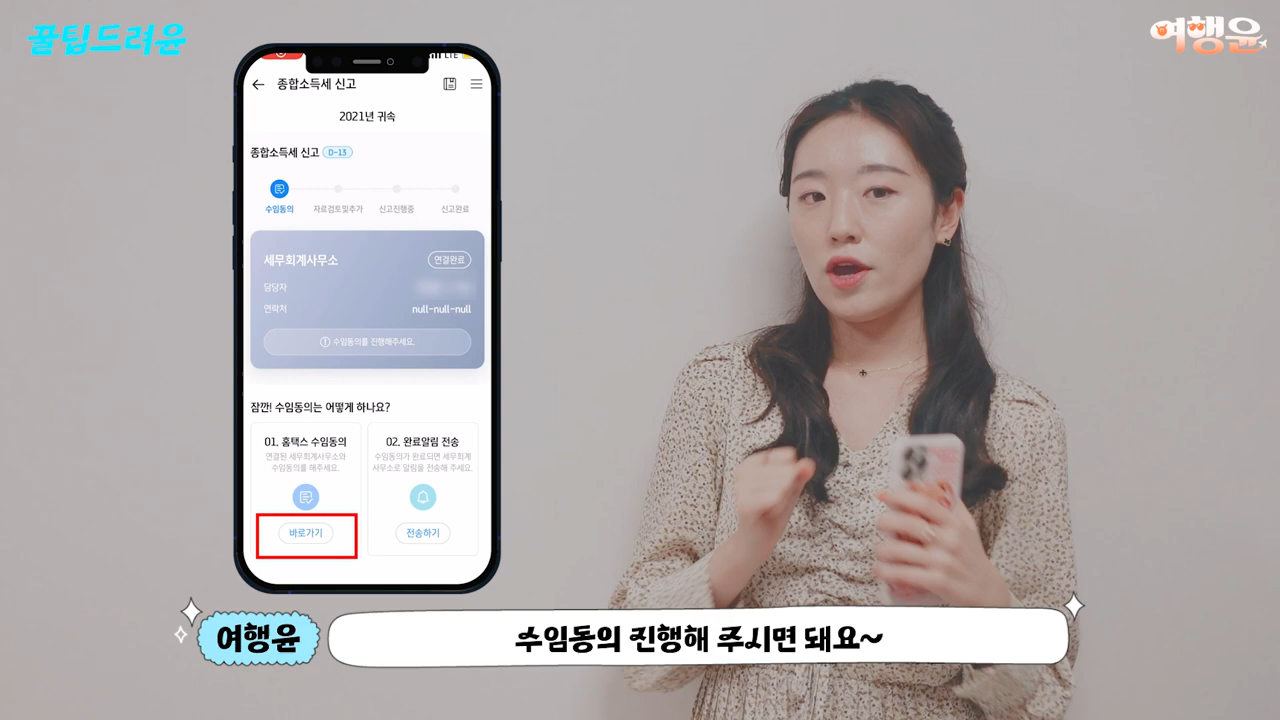 꿀팁드려윤
여행윤
LTE
종합소득세 신고
2021년 귀속
종합소득세 신고 D-13
수임동의 자료검토및추가 신고진행중 신고완료
세무회계사무소 연결완료
담당자
연락처 null-null-null
수임동의를 진행해주세요.
잠깐! 수임동의는 어떻게 하나요?
01. 홈택스 수임동의
연결된 세무회계사무소와
수임동의를 해주세요.
바로가기
02. 완료알림 전송
수임동의가 완료되면 세무회계
사무소로 알림을 전송해 주세요.
전송하기
여행윤
수임동의 진행해 주시면 돼요~